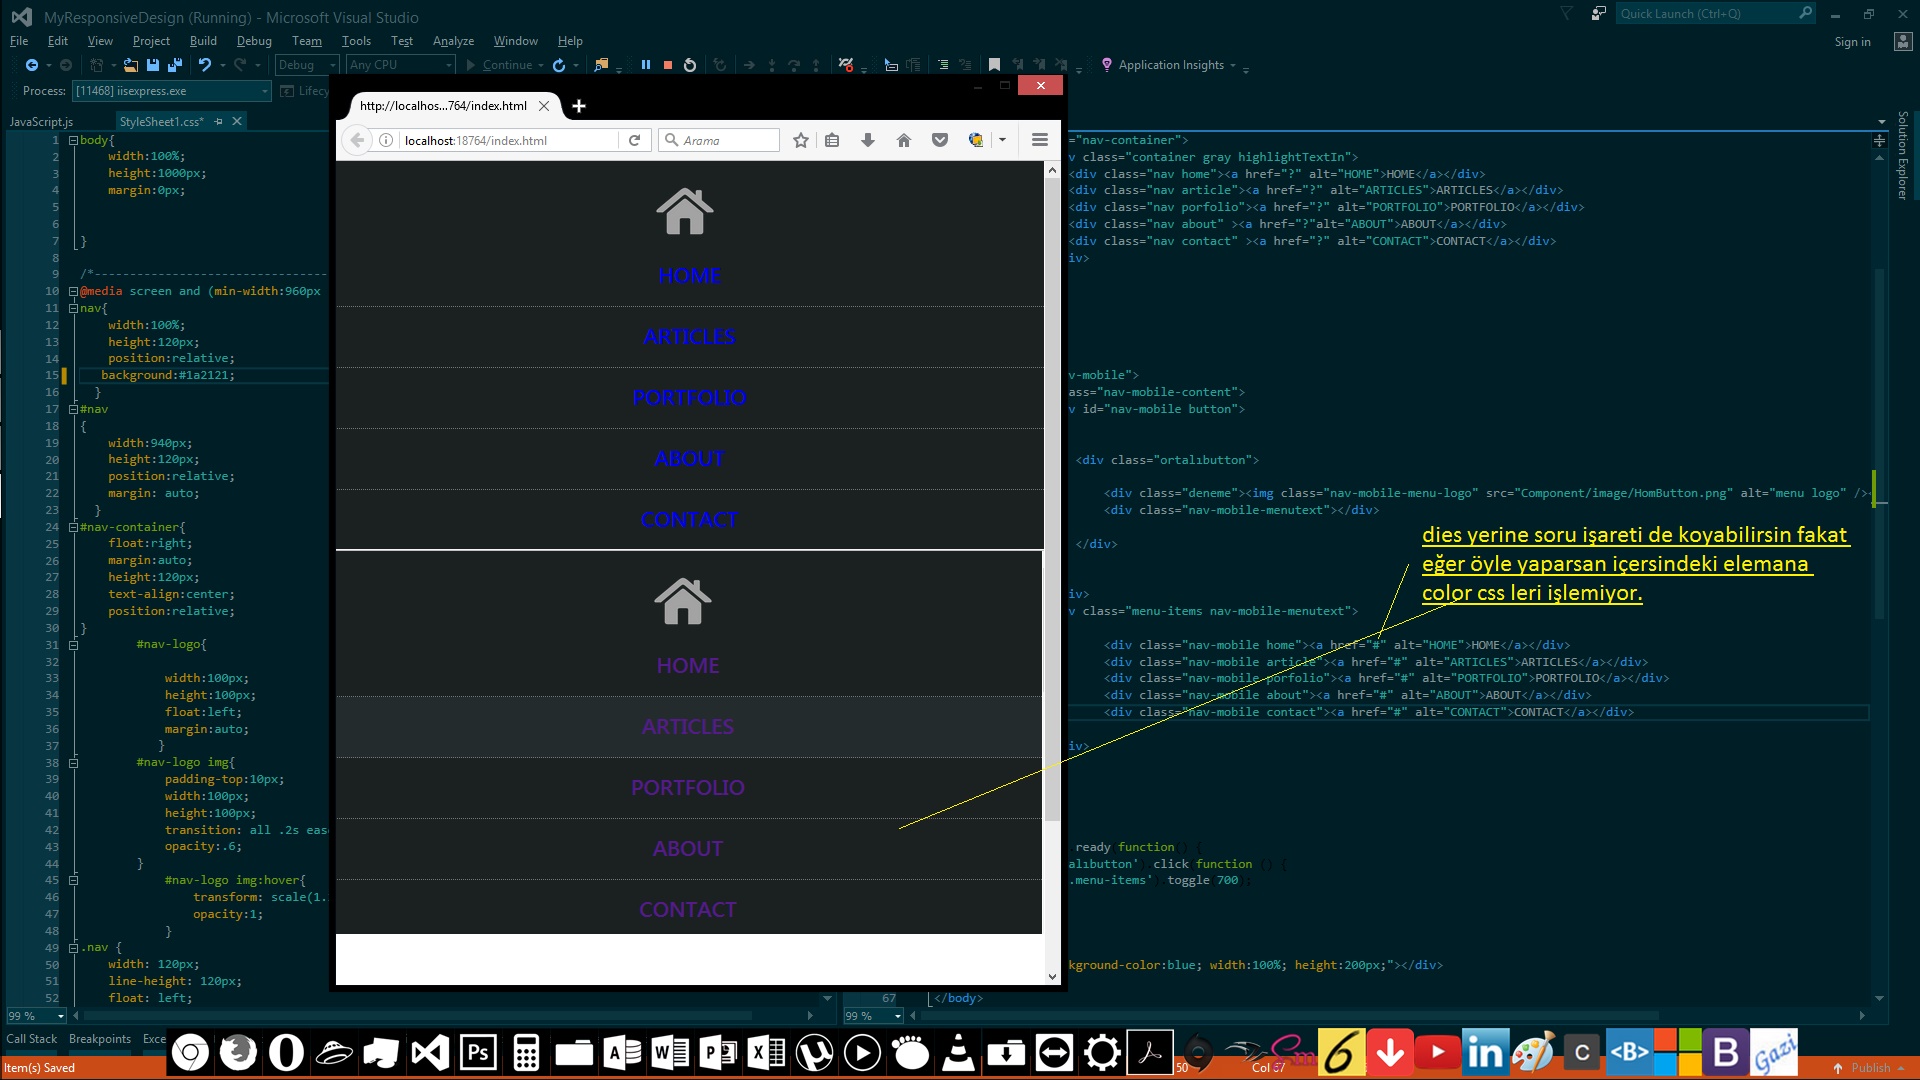 MyResponsiveDesign (Running) - Microsoft Visual Studio
Quick Launch (Ctrl+Q)
File Edit View Project Build Debug Team Tools Test Analyze Window Help
Sign in
Debug Any CPU Continue Application Insights
Process: [11468] iisexpress.exe Lifecy
JavaScript.js StyleSheet1.css*
Solution Explorer
1 body{
2 width:100%;
3 height:1000px;
4 margin:0px;
5
6
7 }
8
9 /*---------------------------------
10 @media screen and (min-width:960px
11 nav{
12 width:100%;
13 height:120px;
14 position:relative;
15 background:#1a2121;
16 }
17 #nav
18 {
19 width:940px;
20 height:120px;
21 position:relative;
22 margin: auto;
23 }
24 #nav-container{
25 float:right;
26 margin:auto;
27 height:120px;
28 text-align:center;
29 position:relative;
30 }
31 #nav-logo{
32
33 width:100px;
34 height:100px;
35 float:left;
36 margin:auto;
37 }
38 #nav-logo img{
39 padding-top:10px;
40 width:100px;
41 height:100px;
42 transition: all .2s eas
43 opacity:.6;
44 }
45 #nav-logo img:hover{
46 transform: scale(1.
47 opacity:1;
48 }
49 .nav {
50 width: 120px;
51 line-height: 120px;
52 float: left;
99 %
http://localhos...764/index.html
localhost:18764/index.html
Arama
HOME
ARTICLES
PORTFOLIO
ABOUT
CONTACT
HOME
ARTICLES
PORTFOLIO
ABOUT
CONTACT
="nav-container">
v class="container gray highlightTextIn">
<div class="nav home"><a href="?" alt="HOME">HOME</a></div>
<div class="nav article"><a href="?" alt="ARTICLES">ARTICLES</a></div>
<div class="nav porfolio"><a href="?" alt="PORTFOLIO">PORTFOLIO</a></div>
<div class="nav about" ><a href="?"alt="ABOUT">ABOUT</a></div>
<div class="nav contact" ><a href="?" alt="CONTACT">CONTACT</a></div>
iv>
v-mobile">
ass="nav-mobile-content">
v id="nav-mobile button">
<div class="ortalıbutton">
<div class="deneme"><img class="nav-mobile-menu-logo" src="Component/image/HomButton.png" alt="menu logo" />
<div class="nav-mobile-menutext"></div>
</div>
dies yerine soru işareti de koyabilirsin fakat
eğer öyle yaparsan içersindeki elemana
color css leri işlemiyor.
iv>
v class="menu-items nav-mobile-menutext">
<div class="nav-mobile home"><a href="#" alt="HOME">HOME</a></div>
<div class="nav-mobile article"><a href="#" alt="ARTICLES">ARTICLES</a></div>
<div class="nav-mobile porfolio"><a href="#" alt="PORTFOLIO">PORTFOLIO</a></div>
<div class="nav-mobile about"><a href="#" alt="ABOUT">ABOUT</a></div>
<div class="nav-mobile contact"><a href="#" alt="CONTACT">CONTACT</a></div>
iv>
ready function() {
alıbutton' click function () {
.menu-items' toggle 700
kground-color:blue; width:100%; height:200px;"></div>
67 </body>
99 %
Call Stack Breakpoints Exce
Item(s) Saved
50 Col 67
Publish
Ps
6
in
C
<B>
B
Gazi